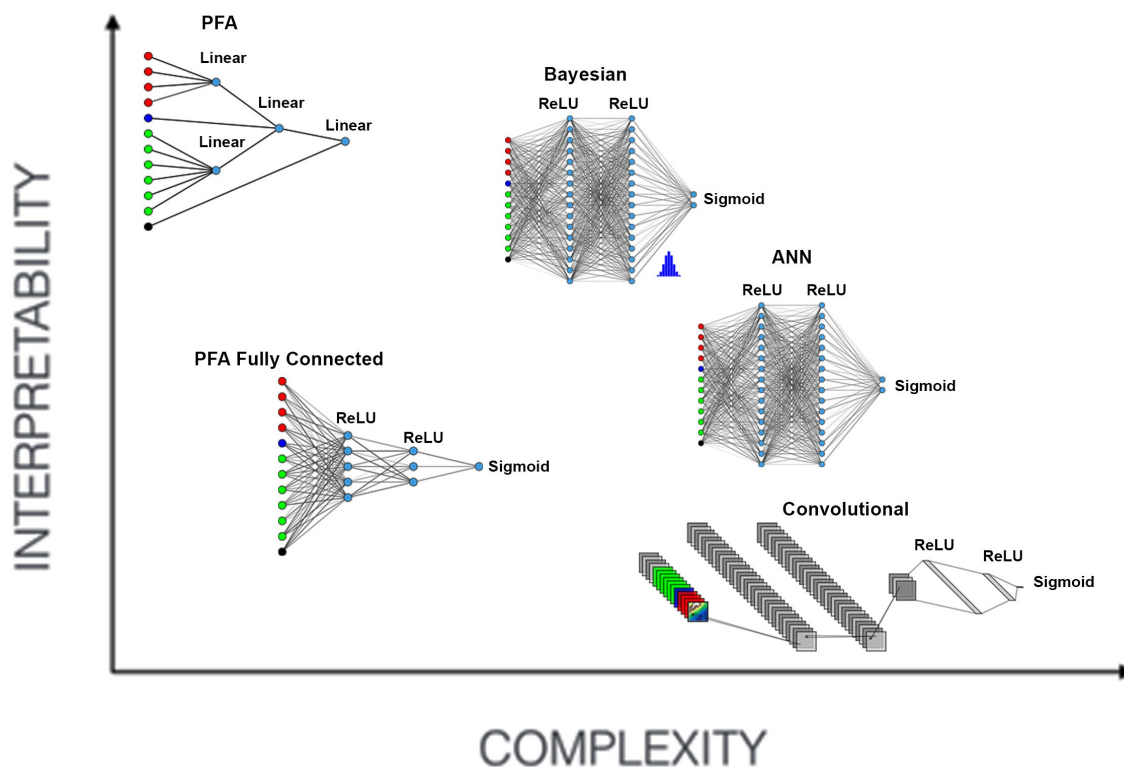 PFA
Linear
Linear
Linear
Linear
Bayesian
ReLU ReLU
Sigmoid
ANN
ReLU ReLU
Sigmoid
PFA Fully Connected
ReLU
ReLU
Sigmoid
Convolutional
ReLU
ReLU
Sigmoid
INTERPRETABILITY
COMPLEXITY